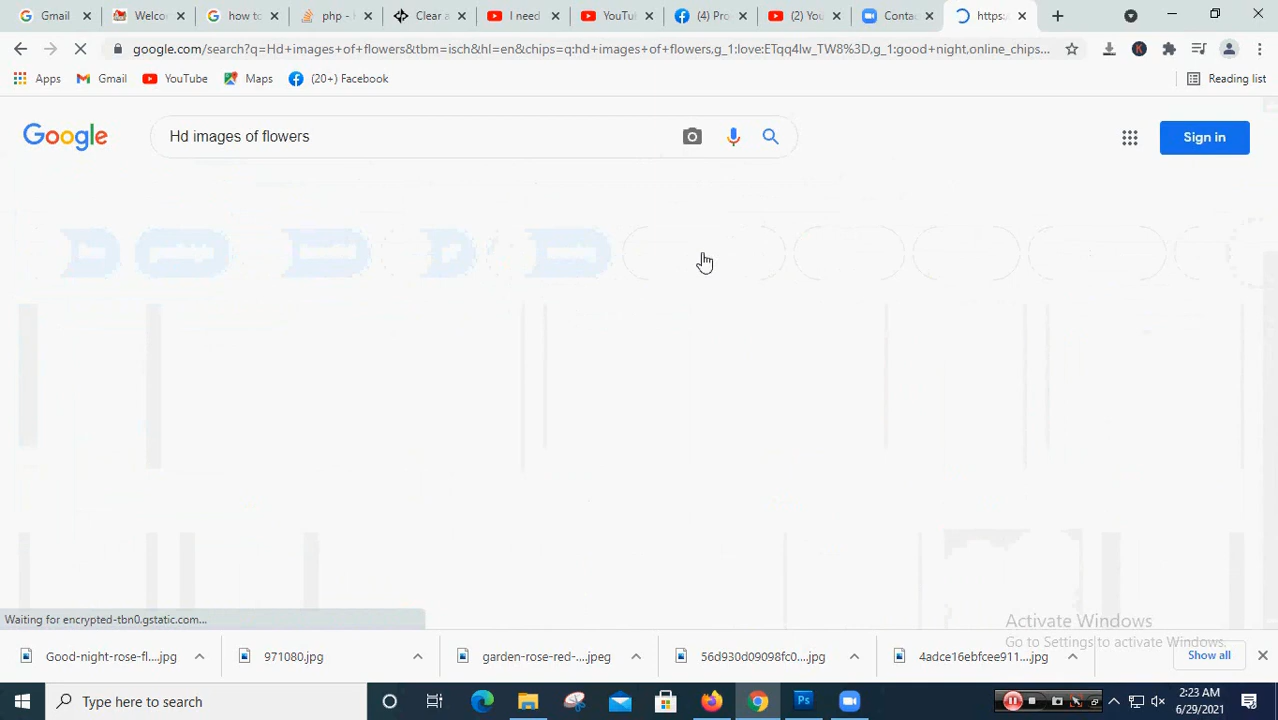 Gmail
Welco
how to
php - H
Clear a
I need
YouTu
(4) Pro
(2) You
Conta
https:
google.com/search?q=Hd+images+of+flowers&tbm=isch&hl=en&chips=q:hd+images+of+flowers,g_1:love:ETqq4lw_TW8%3D,g_1:good+night,online_chips...
Apps
Gmail
YouTube
Maps
(20+) Facebook
Reading list
Google
Hd images of flowers
Sign in
Waiting for encrypted-tbn0.gstatic.com...
Activate Windows
Go to Settings to activate Windows.
Good-night-rose-fl....jpg
971080.jpg
garden-rose-red-....jpeg
56d930d09098fc0....jpg
4adce16ebfcee911....jpg
Show all
Type here to search
Ps
2:23 AM
6/29/2021